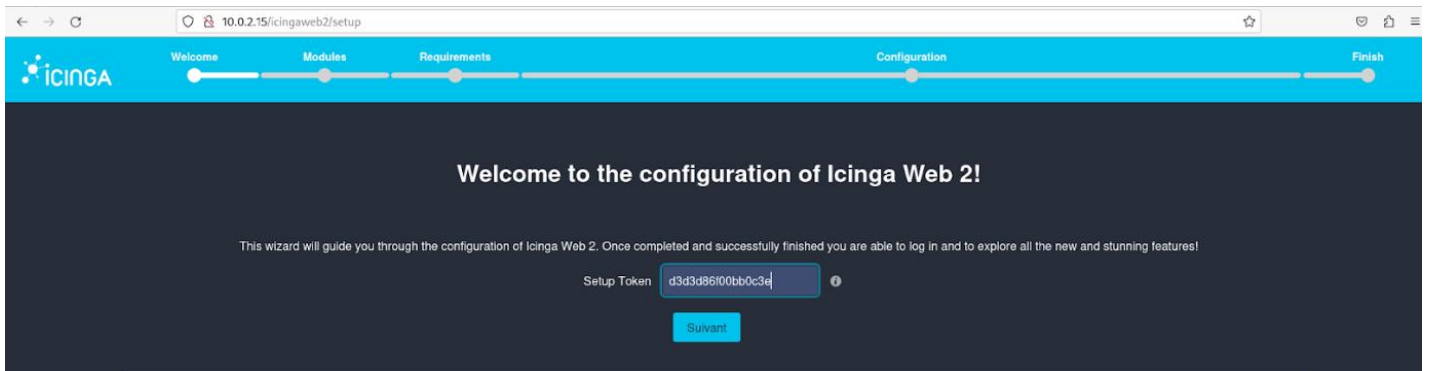 10.0.2.15/icingaweb2/setup
ICINGA
Welcome Modules Requirements Configuration Finish
Welcome to the configuration of Icinga Web 2!
This wizard will guide you through the configuration of Icinga Web 2. Once completed and successfully finished you are able to log in and to explore all the new and stunning features!
Setup Token d3d3d86f00bb0c3e
Suivant